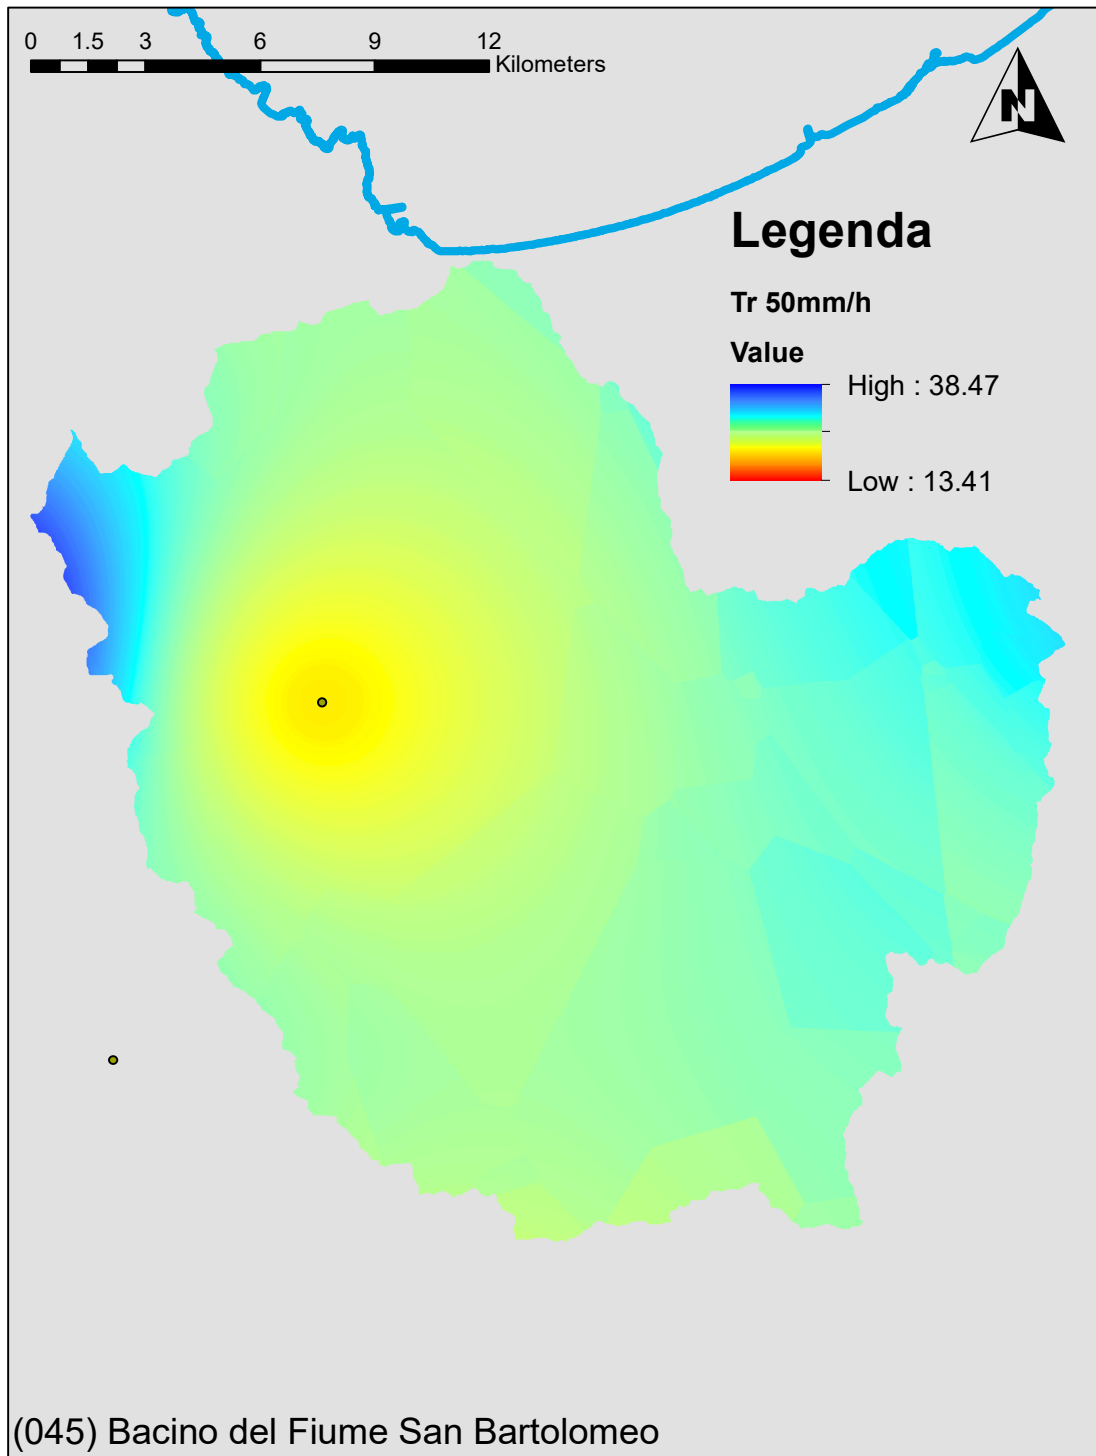 0 1.5 3 6 9 12
Kilometers
N
Legenda
Tr 50mm/h
Value
High : 38.47
Low : 13.41
(045) Bacino del Fiume San Bartolomeo